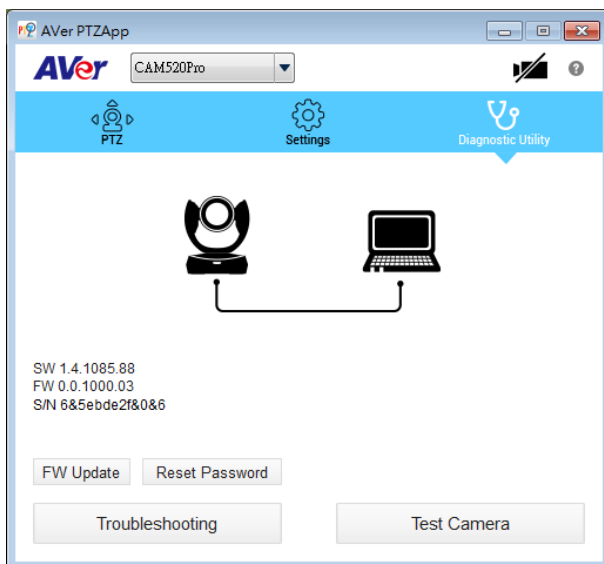 AVer PTZApp
AVer CAM520Pro ?
PTZ Settings Diagnostic Utility
SW 1.4.1085.88
FW 0.0.1000.03
S/N 6&5ebde2f&0&6
FW Update Reset Password
Troubleshooting Test Camera